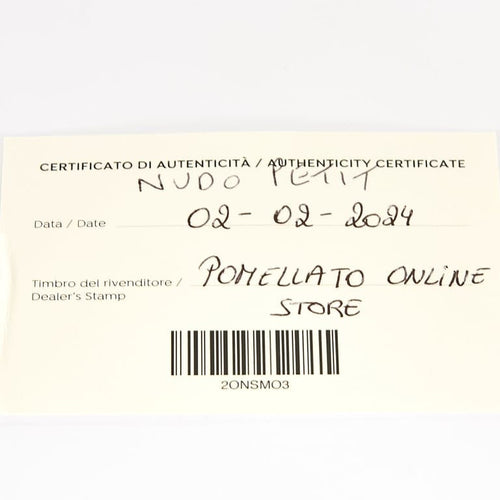 CERTIFICATO DI AUTENTICITÀ / AUTHENTICITY CERTIFICATE
NUDO PETIT
Data / Date 02-02-2024
Timbro del rivenditore / POMELLATO ONLINE
Dealer's Stamp STORE
2ONSMO3